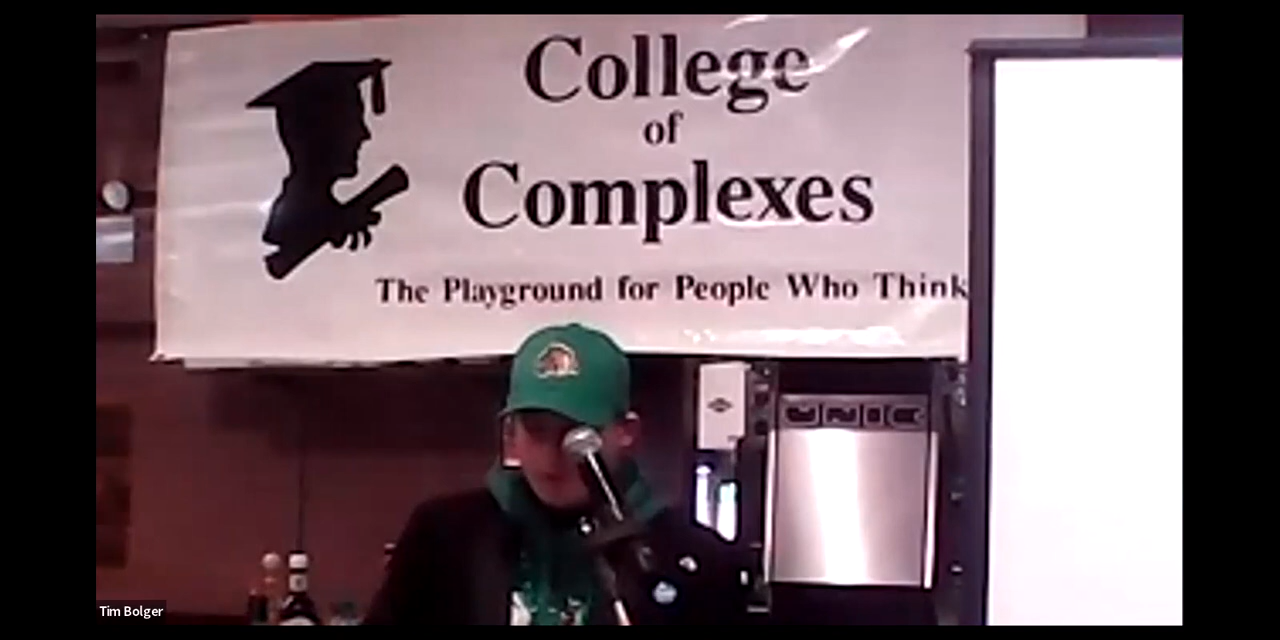 College
of
Complexes
The Playground for People Who Think
Tim Bolger